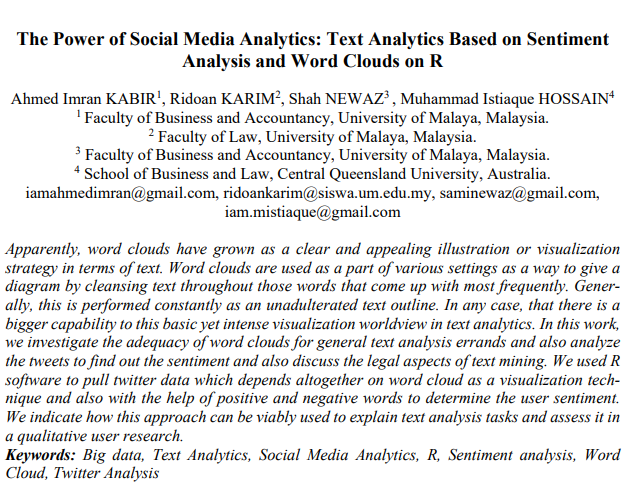 The Power of Social Media Analytics: Text Analytics Based on Sentiment
Analysis and Word Clouds on R
Ahmed Imran KABIR1, Ridoan KARIM2, Shah NEWAZ3 , Muhammad Istiaque HOSSAIN4
1 Faculty of Business and Accountancy, University of Malaya, Malaysia.
2 Faculty of Law, University of Malaya, Malaysia.
3 Faculty of Business and Accountancy, University of Malaya, Malaysia.
4 School of Business and Law, Central Queensland University, Australia.
iamahmedimran@gmail.com, ridoankarim@siswa.um.edu.my, saminewaz@gmail.com,
iam.mistiaque@gmail.com
Apparently, word clouds have grown as a clear and appealing illustration or visualization
strategy in terms of text. Word clouds are used as a part of various settings as a way to give a
diagram by cleansing text throughout those words that come up with most frequently. Gener-
ally, this is performed constantly as an unadulterated text outline. In any case, that there is a
bigger capability to this basic yet intense visualization worldview in text analytics. In this work,
we investigate the adequacy of word clouds for general text analysis errands and also analyze
the tweets to find out the sentiment and also discuss the legal aspects of text mining. We used R
software to pull twitter data which depends altogether on word cloud as a visualization tech-
nique and also with the help of positive and negative words to determine the user sentiment.
We indicate how this approach can be viably used to explain text analysis tasks and assess it in
a qualitative user research.
Keywords: Big data, Text Analytics, Social Media Analytics, R, Sentiment analysis, Word
Cloud, Twitter Analysis